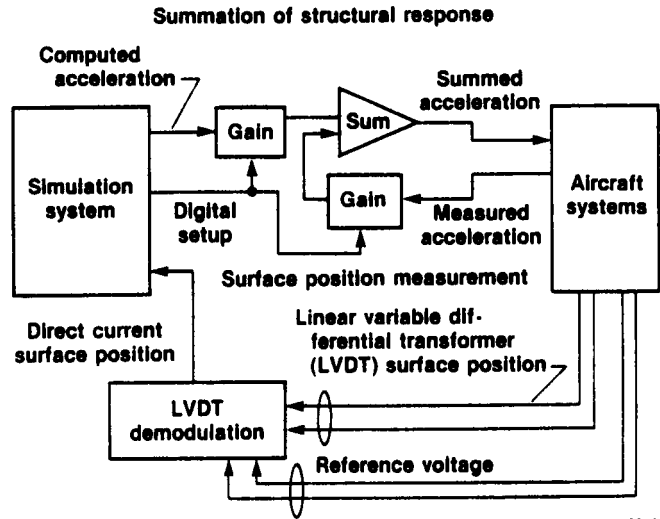 Summation of structural response
Computed
acceleration
Summed
acceleration
Gain
Sum
Simulation
system
Digital
setup
Gain
Measured
acceleration
Aircraft
systems
Surface position measurement
Direct current
surface position
Linear variable dif-
ferential transformer
(LVDT) surface position
LVDT
demodulation
Reference voltage